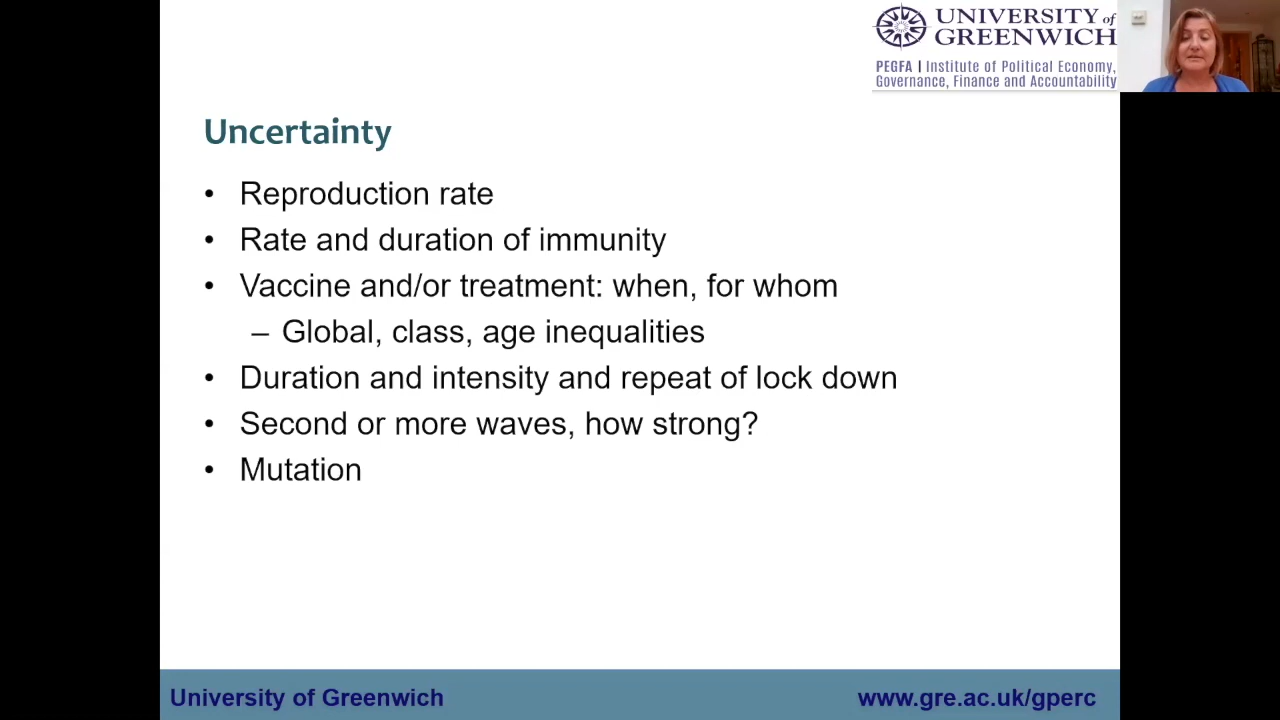 UNIVERSITY of
GREENWICH
PEGFA | Institute of Political Economy,
Governance, Finance and Accountability
Uncertainty
• Reproduction rate
• Rate and duration of immunity
• Vaccine and/or treatment: when, for whom
– Global, class, age inequalities
• Duration and intensity and repeat of lock down
• Second or more waves, how strong?
• Mutation
University of Greenwich
www.gre.ac.uk/gperc